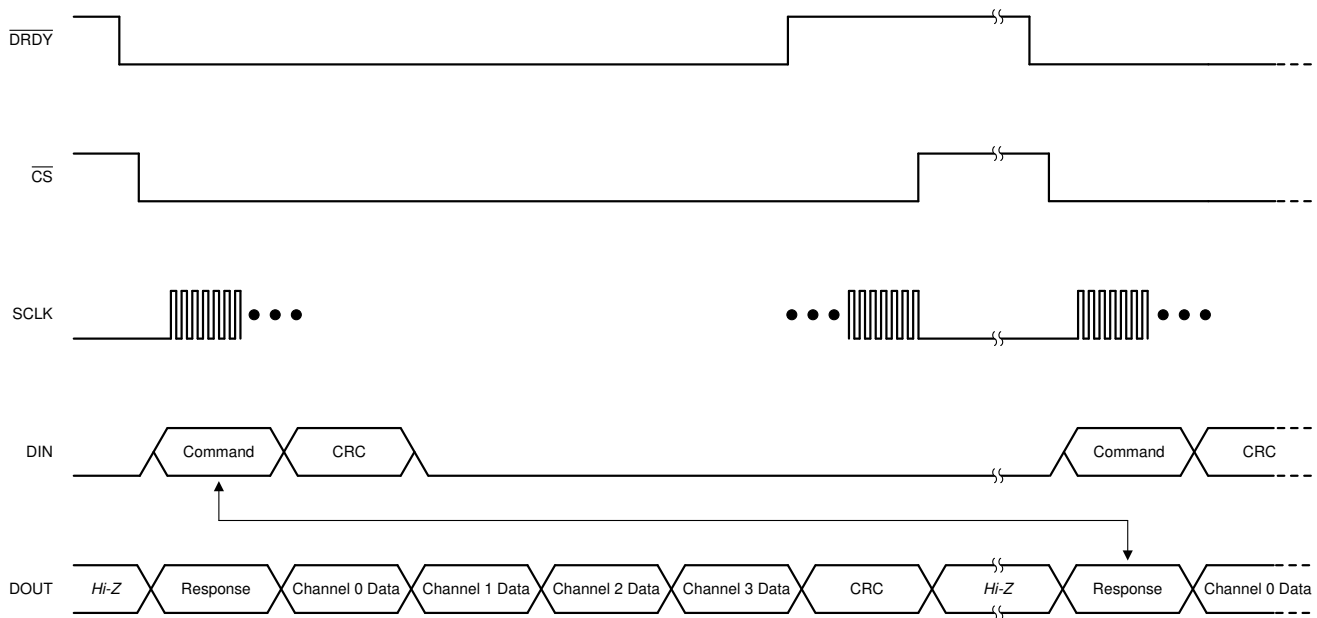 DRDY
CS
SCLK
DIN Command CRC Command CRC
DOUT Hi-Z Response Channel 0 Data Channel 1 Data Channel 2 Data Channel 3 Data CRC Hi-Z Response Channel 0 Data